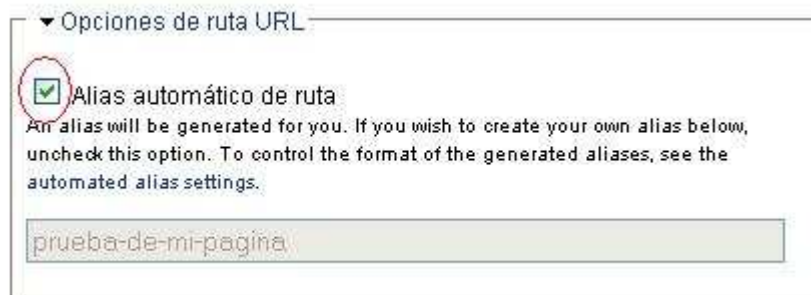 Opciones de ruta URL
Alias automático de ruta
An alias will be generated for you. If you wish to create your own alias below,
uncheck this option. To control the format of the generated aliases, see the
automated alias settings.
prueba-de-mi-pagina